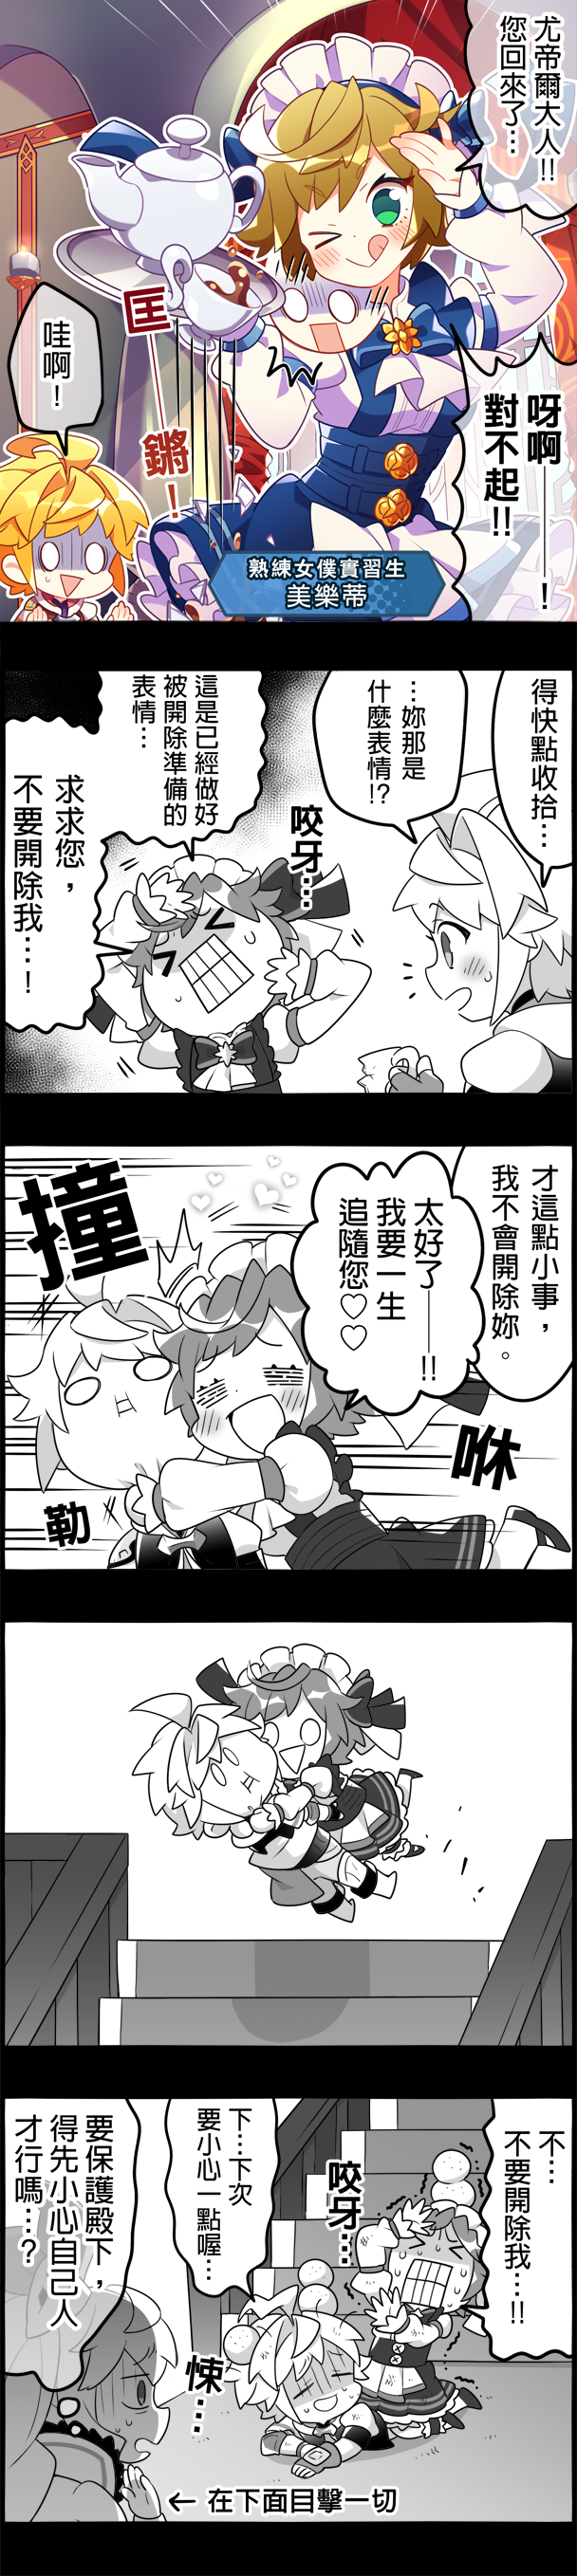 尤帝爾大人!!
您回來了⋯
哇啊！
匡——鏘！
呀啊——！
對不起!!
熟練女僕實習生
美樂蒂
得快點收拾⋯
⋯妳那是
什麼表情!?
咬牙⋯
這是已經做好
被開除準備的
表情⋯
求求您，
不要開除我⋯！
才這點小事，
我不會開除妳。
太好了——!!
我要一生
追隨您♡♡
撞
咻
勒
不⋯
不要開除我⋯!!
咬牙⋯
下⋯下次
要小心一點喔⋯
悚⋯
要保護殿下，
得先小心自己人
才行嗎⋯？
← 在下面目擊一切